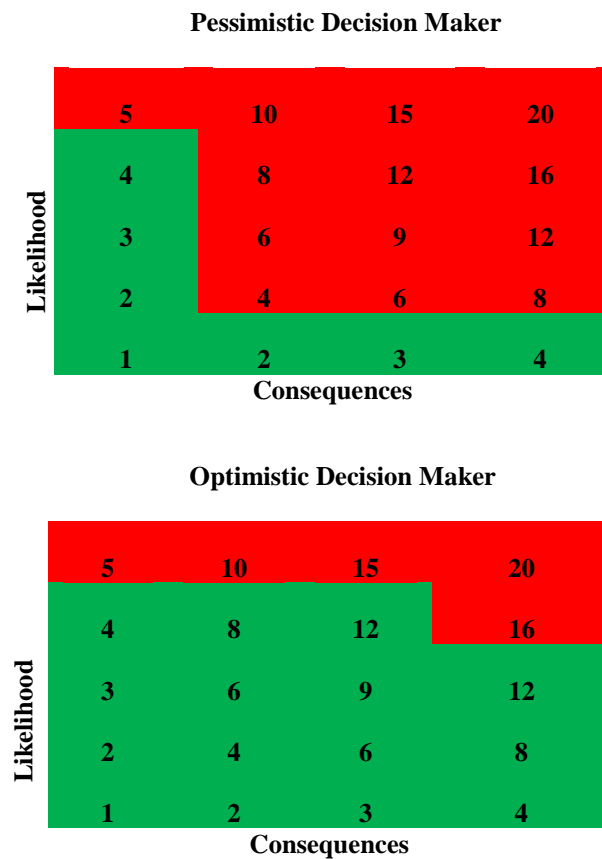 Pessimistic Decision Maker
5 10 15 20
4 8 12 16
3 6 9 12
2 4 6 8
1 2 3 4
Likelihood
Consequences
Optimistic Decision Maker
5 10 15 20
4 8 12 16
3 6 9 12
2 4 6 8
1 2 3 4
Likelihood
Consequences